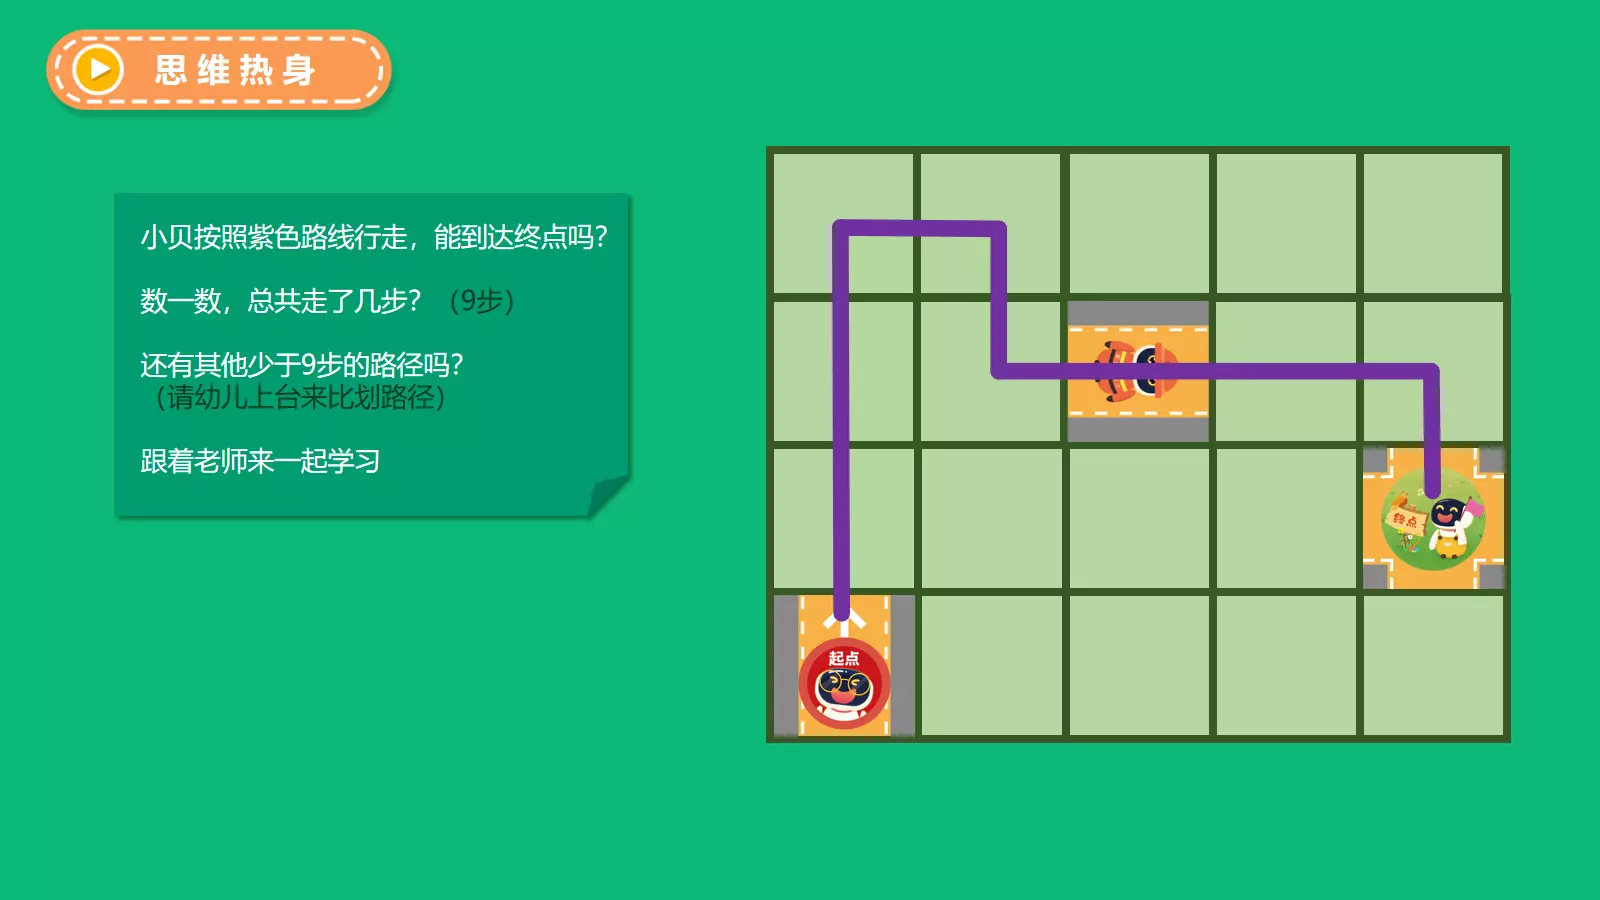 思维热身
小贝按照紫色路线行走，能到达终点吗？
数一数，总共走了几步？（9步）
还有其他少于9步的路径吗？
（请幼儿上台来比划路径）
跟着老师来一起学习
终点
起点